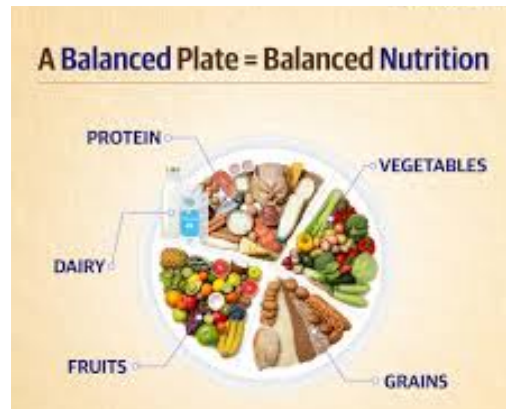 A Balanced Plate = Balanced Nutrition
PROTEIN
VEGETABLES
DAIRY
FRUITS
GRAINS